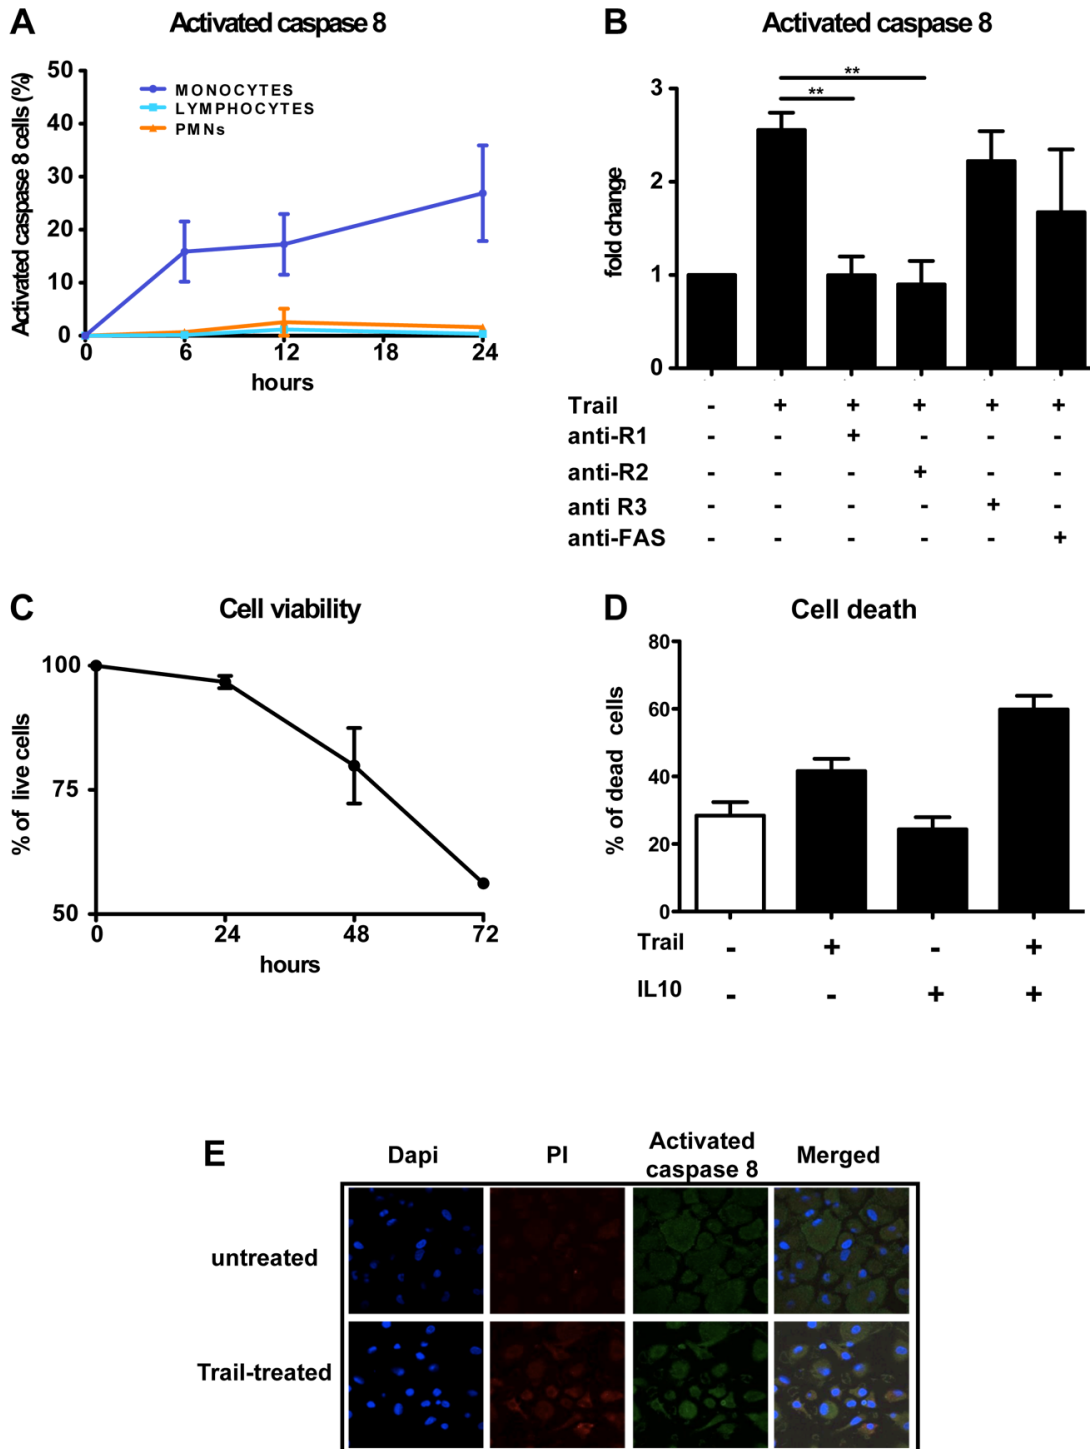 A
Activated caspase 8
Activated caspase 8 cells (%)
50
40
30
20
10
0
MONOCYTES
LYMPHOCYTES
PMNs
0 6 12 18 24
hours
B
Activated caspase 8
fold change
3
2
1
0
**
**
Trail - + + + + +
anti-R1 - - + - - -
anti-R2 - - - + - -
anti R3 - - - - + -
anti-FAS - - - - - +
C
Cell viability
% of live cells
100
75
50
0 24 48 72
hours
D
Cell death
% of dead cells
80
60
40
20
0
Trail - + - +
IL10 - - + +
E
Dapi PI Activated caspase 8 Merged
untreated
Trail-treated